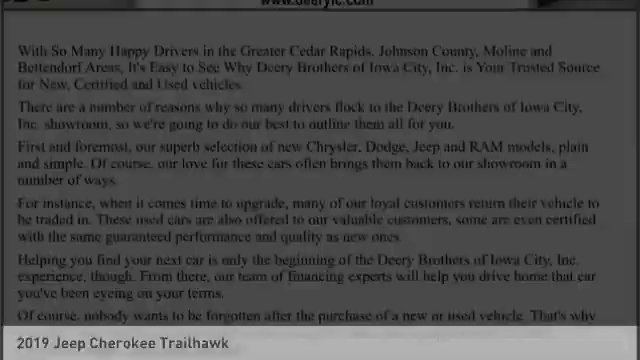 www.deeryic.com
With So Many Happy Drivers in the Greater Cedar Rapids, Johnson County, Moline and
Bettendorf Areas, It's Easy to See Why Deery Brothers of Iowa City, Inc. is Your Trusted Source
for New, Certified and Used vehicles.
There are a number of reasons why so many drivers flock to the Deery Brothers of Iowa City,
Inc. showroom, so we're going to do our best to outline them all for you.
First and foremost, our superb selection of new Chrysler, Dodge, Jeep and RAM models, plain
and simple. Of course, our love for these cars often brings them back to our showroom in a
number of ways.
For instance, when it comes time to upgrade, many of our loyal customers return their vehicle to
be traded in. These used cars are also offered to our valuable customers, some are even certified
with the same guaranteed performance and quality as new ones.
Helping you find your next car is only the beginning of the Deery Brothers of Iowa City, Inc.
experience, though. From there, our team of financing experts will help you drive home that car
you've been eyeing on your terms.
Of course, nobody wants to be forgotten after the purchase of a new or used vehicle. That's why
2019 Jeep Cherokee Trailhawk